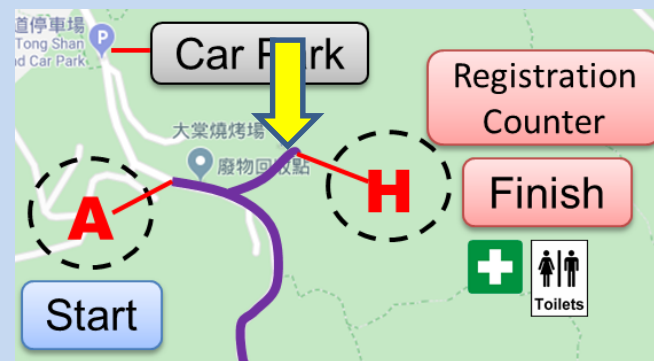 道停車場
Tong Shan
nd Car Park
P
Car Park
Registration
Counter
大棠燒烤場
廢物回收點
A
H
Finish
Start
Toilets